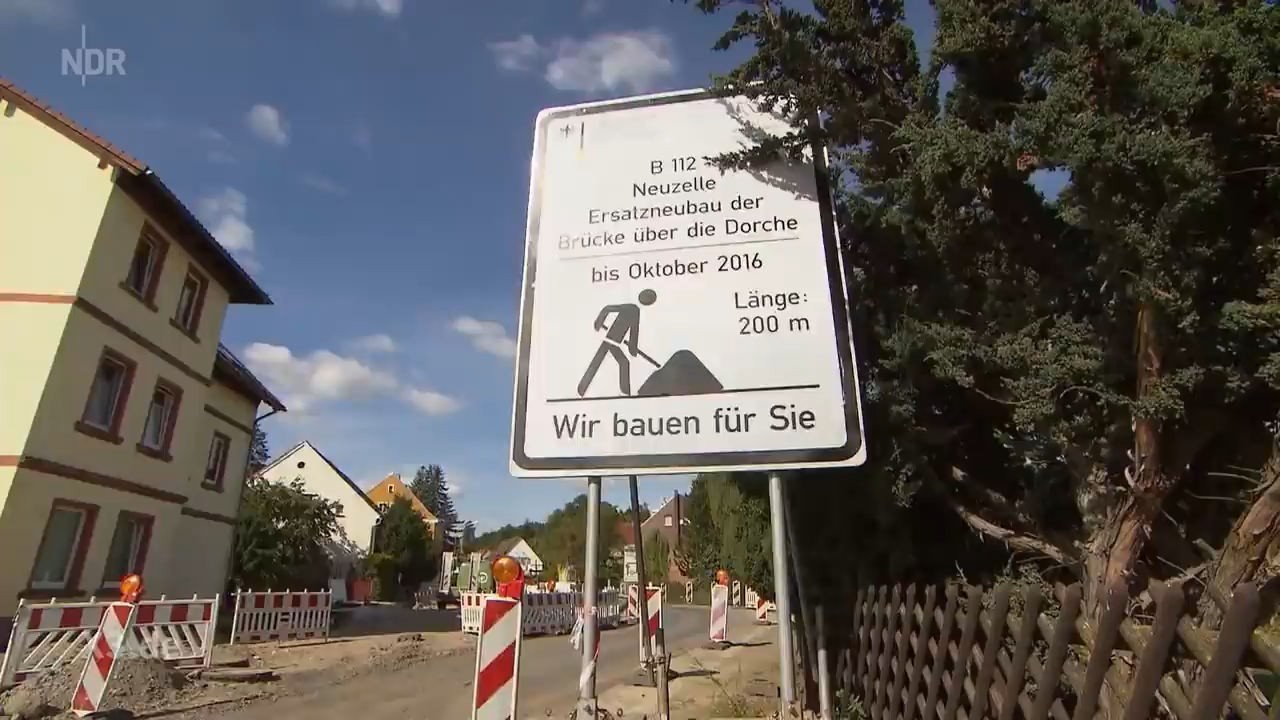 NDR
B 112
Neuzelle
Ersatzneubau der
Brücke über die Dorche
bis Oktober 2016
Länge:
200 m
Wir bauen für Sie